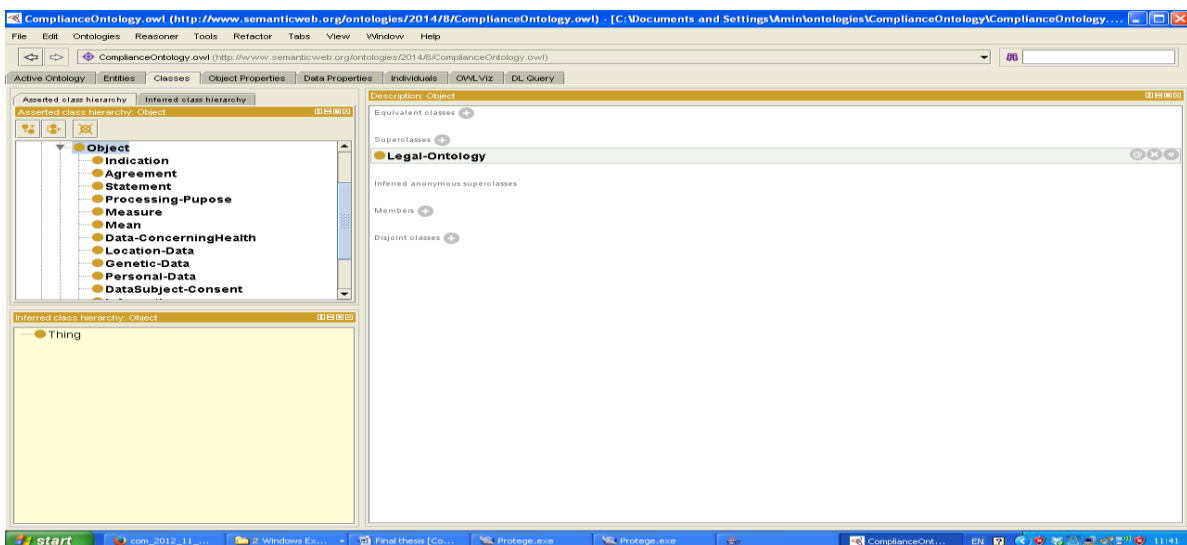 ComplianceOntology.owl (http://www.semanticweb.org/ontologies/2014/8/ComplianceOntology.owl) - [C:\Documents and Settings\Amin\ontologies\ComplianceOntology\ComplianceOntology....
File Edit Ontologies Reasoner Tools Refactor Tabs View Window Help
ComplianceOntology.owl (http://www.semanticweb.org/ontologies/2014/8/ComplianceOntology.owl)
Active Ontology Entities Classes Object Properties Data Properties Individuals OWLViz DL Query
Asserted class hierarchy Inferred class hierarchy
Asserted class hierarchy: Object
Object
Indication
Agreement
Statement
Processing-Pupose
Measure
Mean
Data-ConcerningHealth
Location-Data
Genetic-Data
Personal-Data
DataSubject-Consent
Inferred class hierarchy: Object
Thing
Description: Object
Equivalent classes
Superclasses
Legal-Ontology
Inferred anonymous superclasses
Members
Disjoint classes
start com_2012_11_... 2 Windows Ex... Final thesis [Co... Protege.exe Protege.exe ComplianceOnt... EN 11:41